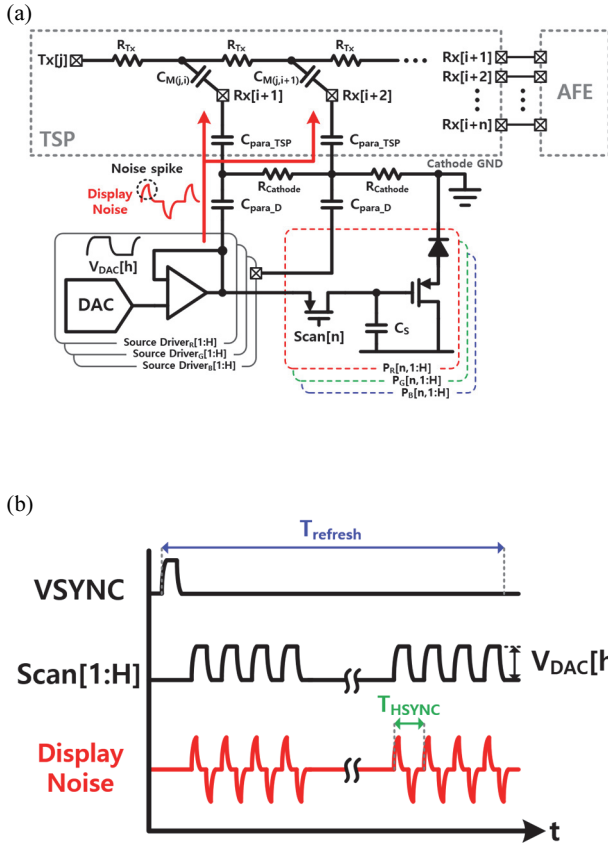 (a)
Tx[j]
R_Tx
R_Tx
R_Tx
Rx[i+1]
C_M(j,i)
C_M(j,i+1)
Rx[i+1]
Rx[i+2]
Rx[i+2]
AFE
Rx[i+n]
TSP
C_para_TSP
C_para_TSP
Noise spike
Cathode GND
Display
Noise
R_Cathode
R_Cathode
C_para_D
C_para_D
V_DAC[h]
DAC
Scan[n]
C_S
Source Driver_R[1:H]
Source Driver_G[1:H]
Source Driver_B[1:H]
P_R[n,1:H]
P_G[n,1:H]
P_B[n,1:H]
(b)
T_refresh
VSYNC
Scan[1:H]
V_DAC[h
T_HSYNC
Display
Noise
t